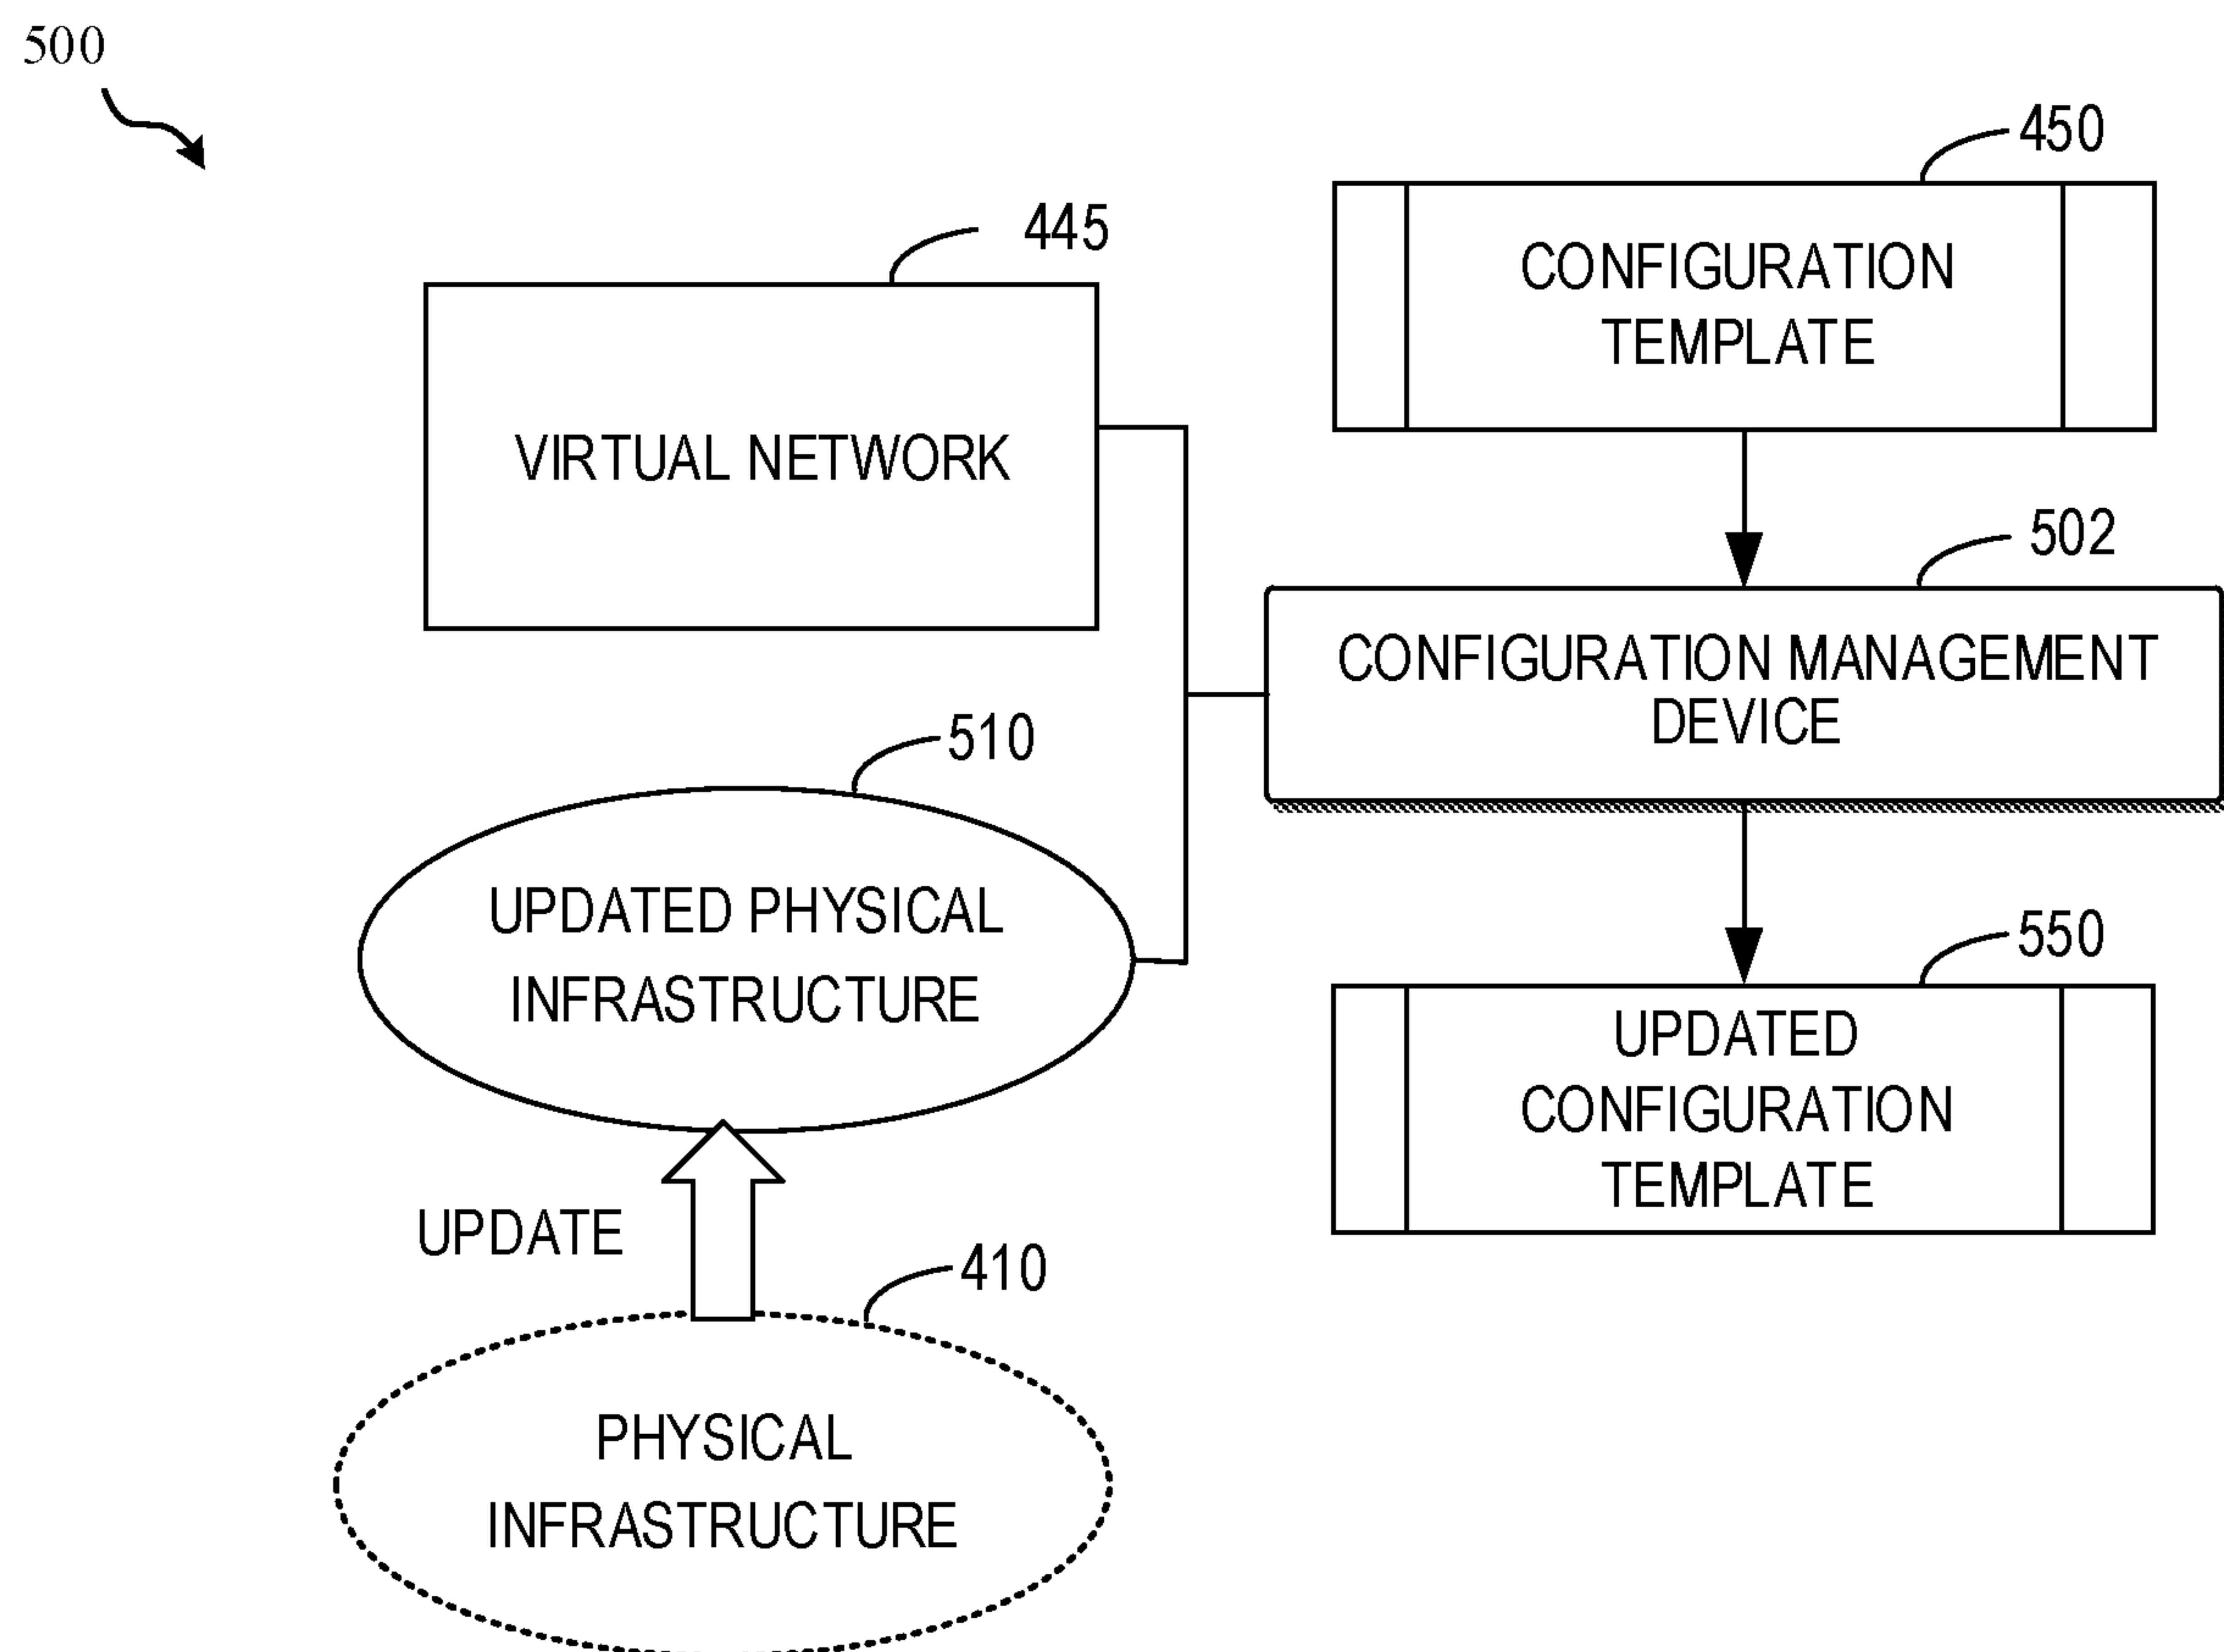 500
450
CONFIGURATION
TEMPLATE
445
VIRTUAL NETWORK
502
CONFIGURATION MANAGEMENT
DEVICE
510
UPDATED PHYSICAL
INFRASTRUCTURE
550
UPDATED
CONFIGURATION
TEMPLATE
UPDATE
410
PHYSICAL
INFRASTRUCTURE